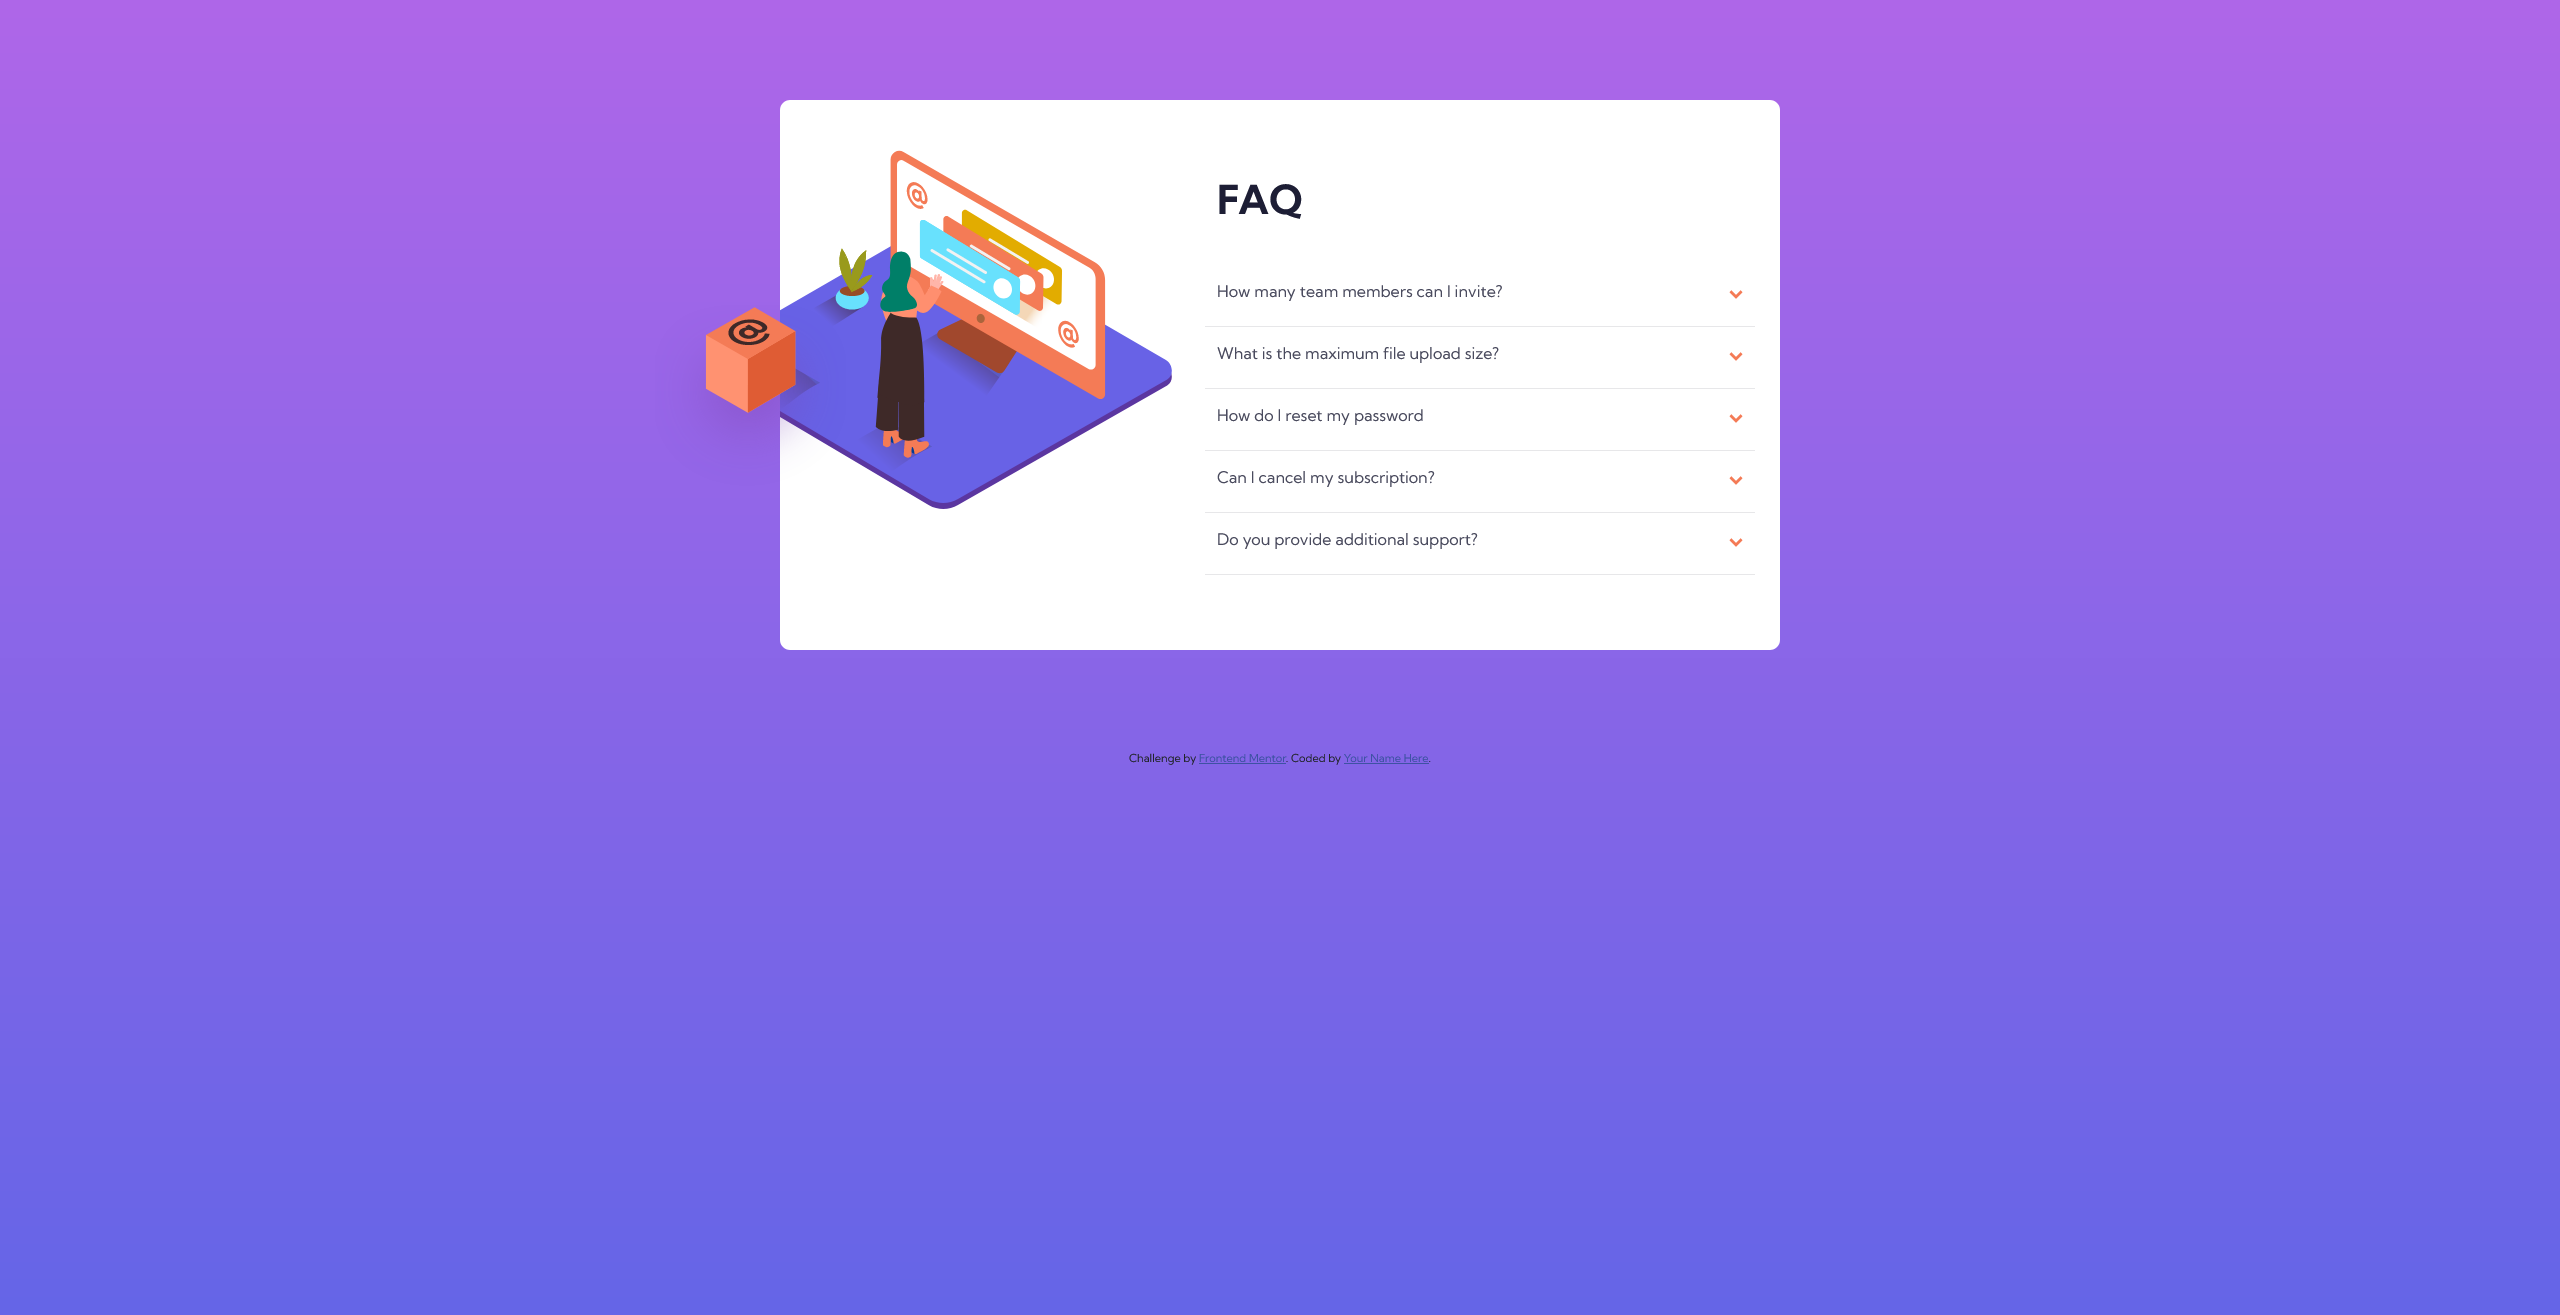 @
FAQ
How many team members can I invite?
@
@
What is the maximum file upload size?
How do I reset my password
Can I cancel my subscription?
Do you provide additional support?
Challenge by Frontend Mentor. Coded by Your Name Here.